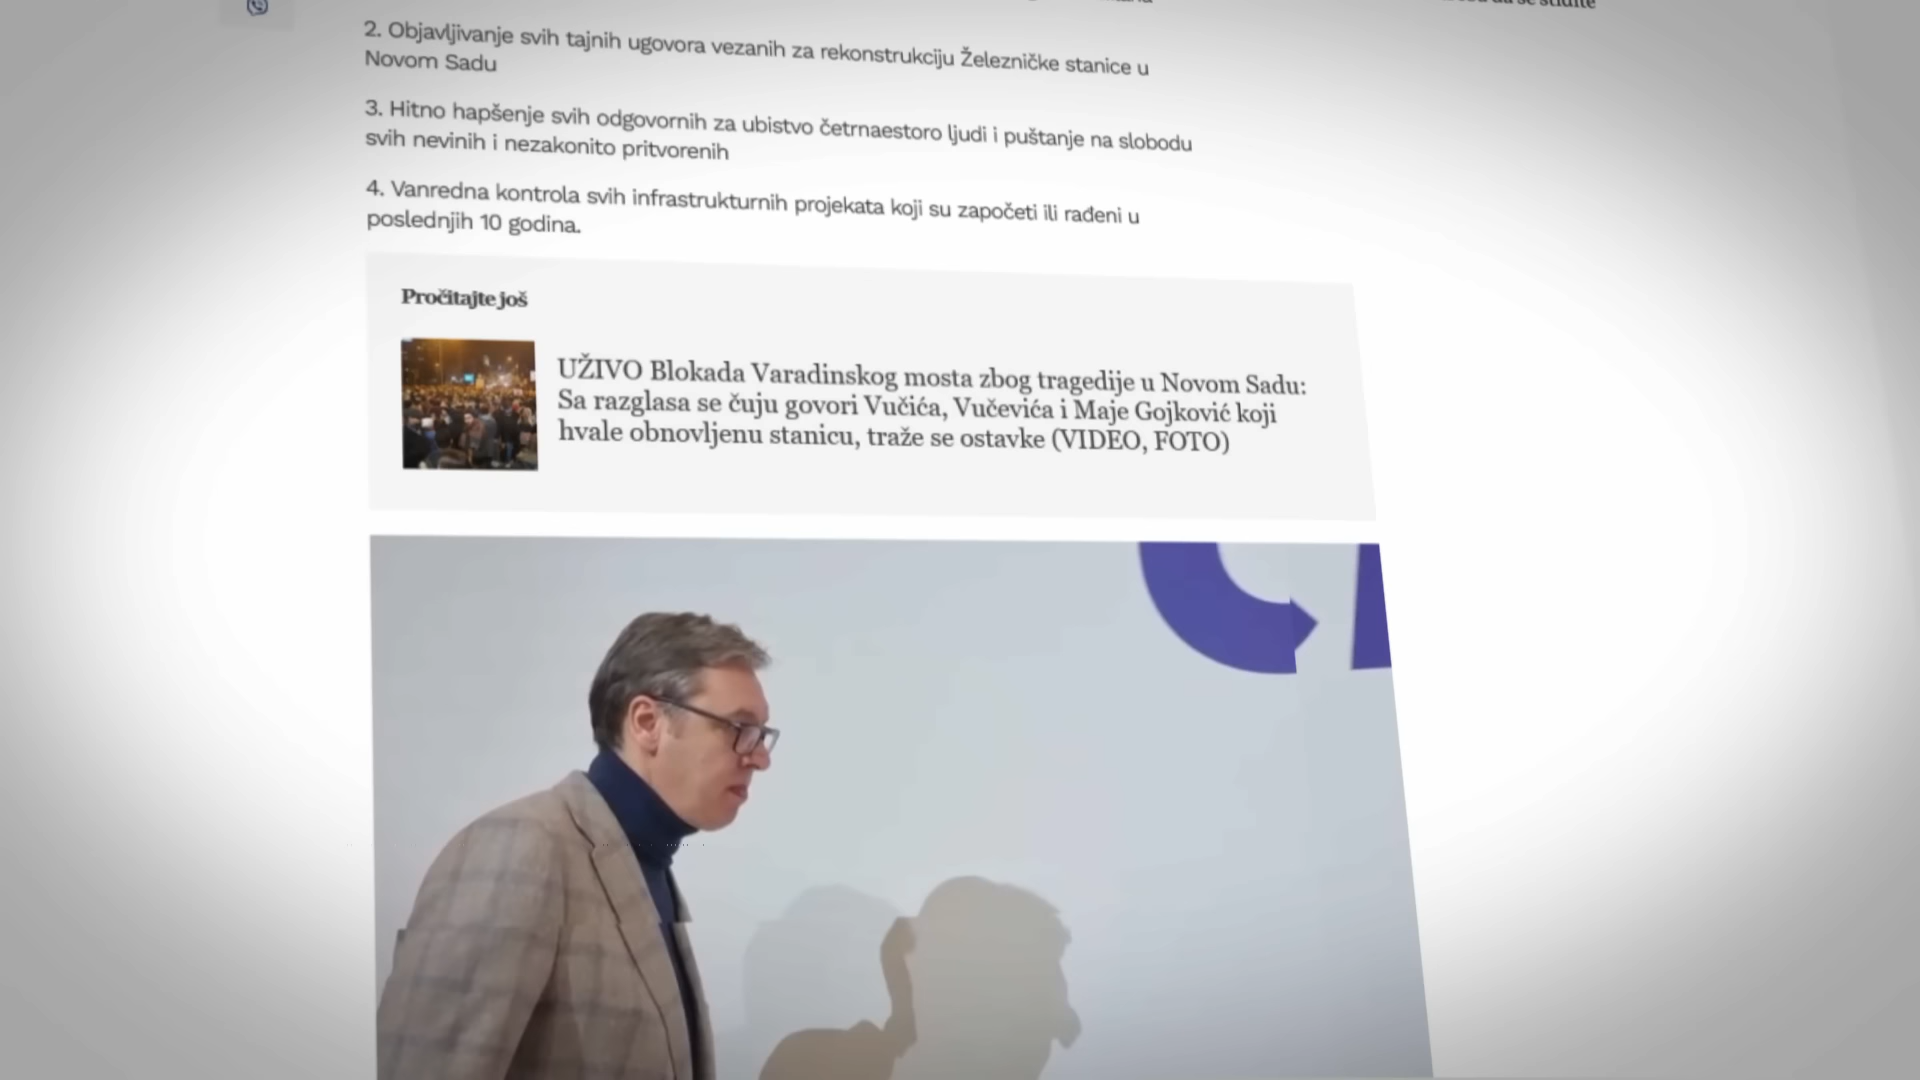 2. Objavljivanje svih tajnih ugovora vezanih za rekonstrukciju Železničke stanice u
Novom Sadu
3. Hitno hapšenje svih odgovornih za ubistvo četrnaestoro ljudi i puštanje na slobodu
svih nevinih i nezakonito pritvorenih
4. Vanredna kontrola svih infrastrukturnih projekata koji su započeti ili rađeni u
poslednjih 10 godina.
Pročitajte još
UŽIVO Blokada Varadinskog mosta zbog tragedije u Novom Sadu:
Sa razglasa se čuju govori Vučića, Vučevića i Maje Gojković koji
hvale obnovljenu stanicu, traže se ostavke (VIDEO, FOTO)